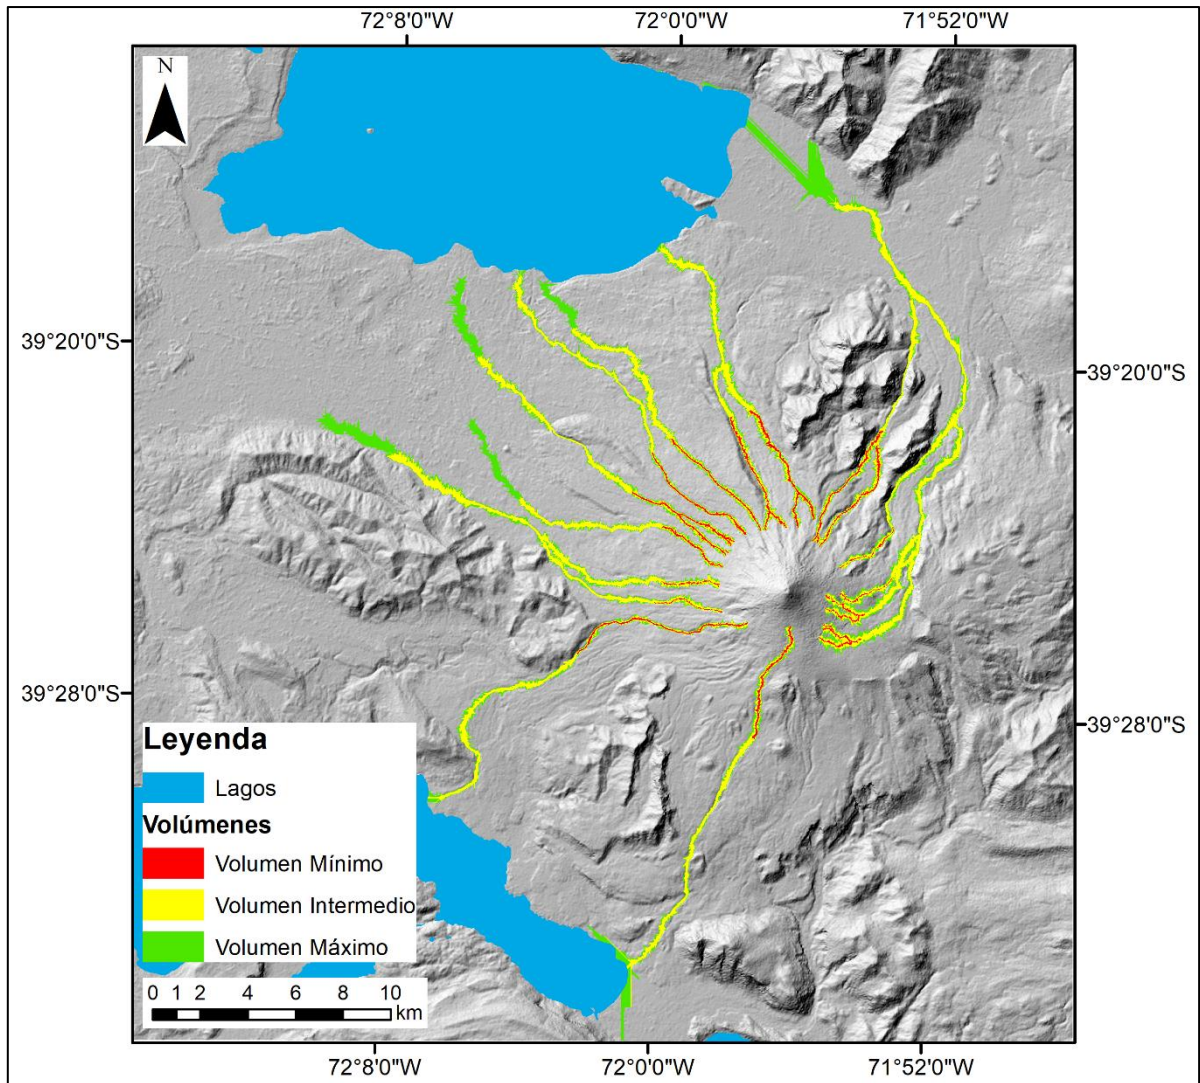 72°8'0"W 72°0'0"W 71°52'0"W
N
39°20'0"S
39°20'0"S
39°28'0"S
39°28'0"S
Leyenda
Lagos
Volúmenes
Volumen Mínimo
Volumen Intermedio
Volumen Máximo
0 1 2 4 6 8 10
km
72°8'0"W 72°0'0"W 71°52'0"W